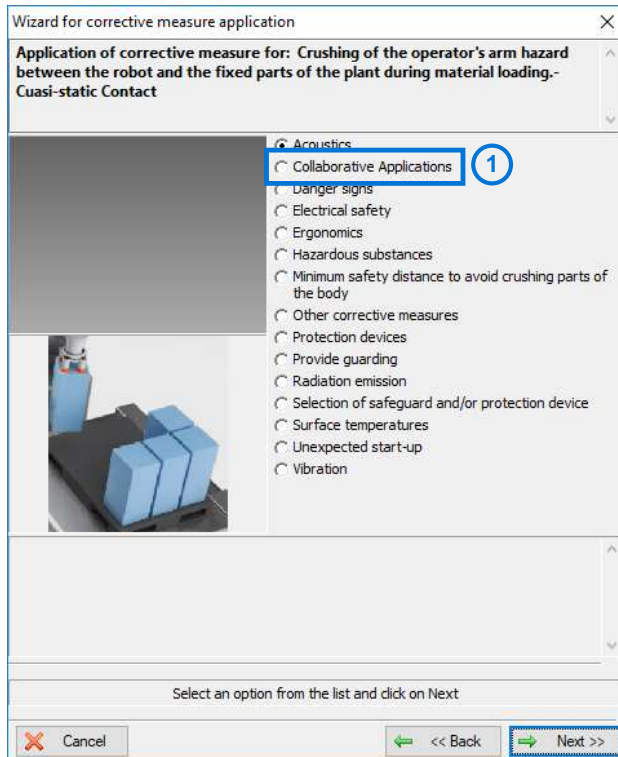 Wizard for corrective measure application
Application of corrective measure for: Crushing of the operator's arm hazard
between the robot and the fixed parts of the plant during material loading.-
Cuasi-static Contact
Acoustics
Collaborative Applications
1
Danger signs
Electrical safety
Ergonomics
Hazardous substances
Minimum safety distance to avoid crushing parts of
the body
Other corrective measures
Protection devices
Provide guarding
Radiation emission
Selection of safeguard and/or protection device
Surface temperatures
Unexpected start-up
Vibration
Select an option from the list and click on Next
Cancel
<< Back
Next >>